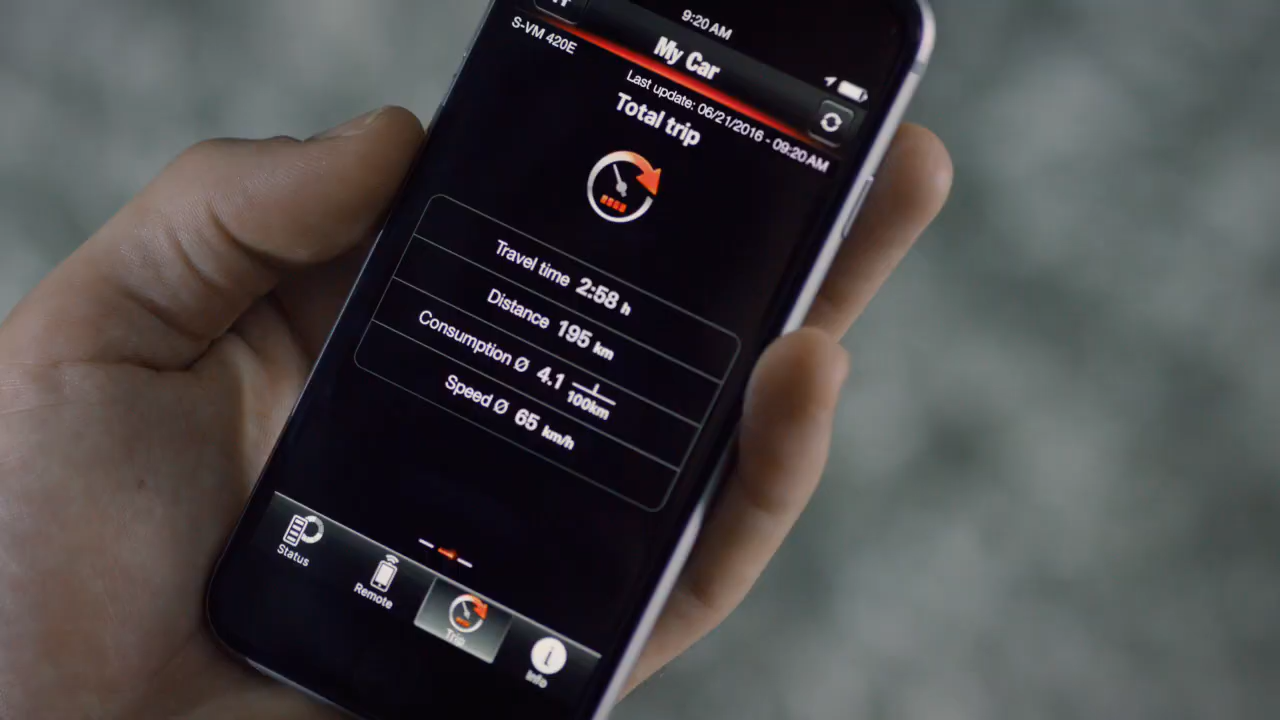 9:20 AM
S-VM 420E
My Car
Last update: 06/21/2016 - 09:20 AM
Total trip
Travel time 2:58 h
Distance 195 km
Consumption Ø 4.1 l/100km
Speed Ø 65 km/h
Status
Remote
Trip
Info